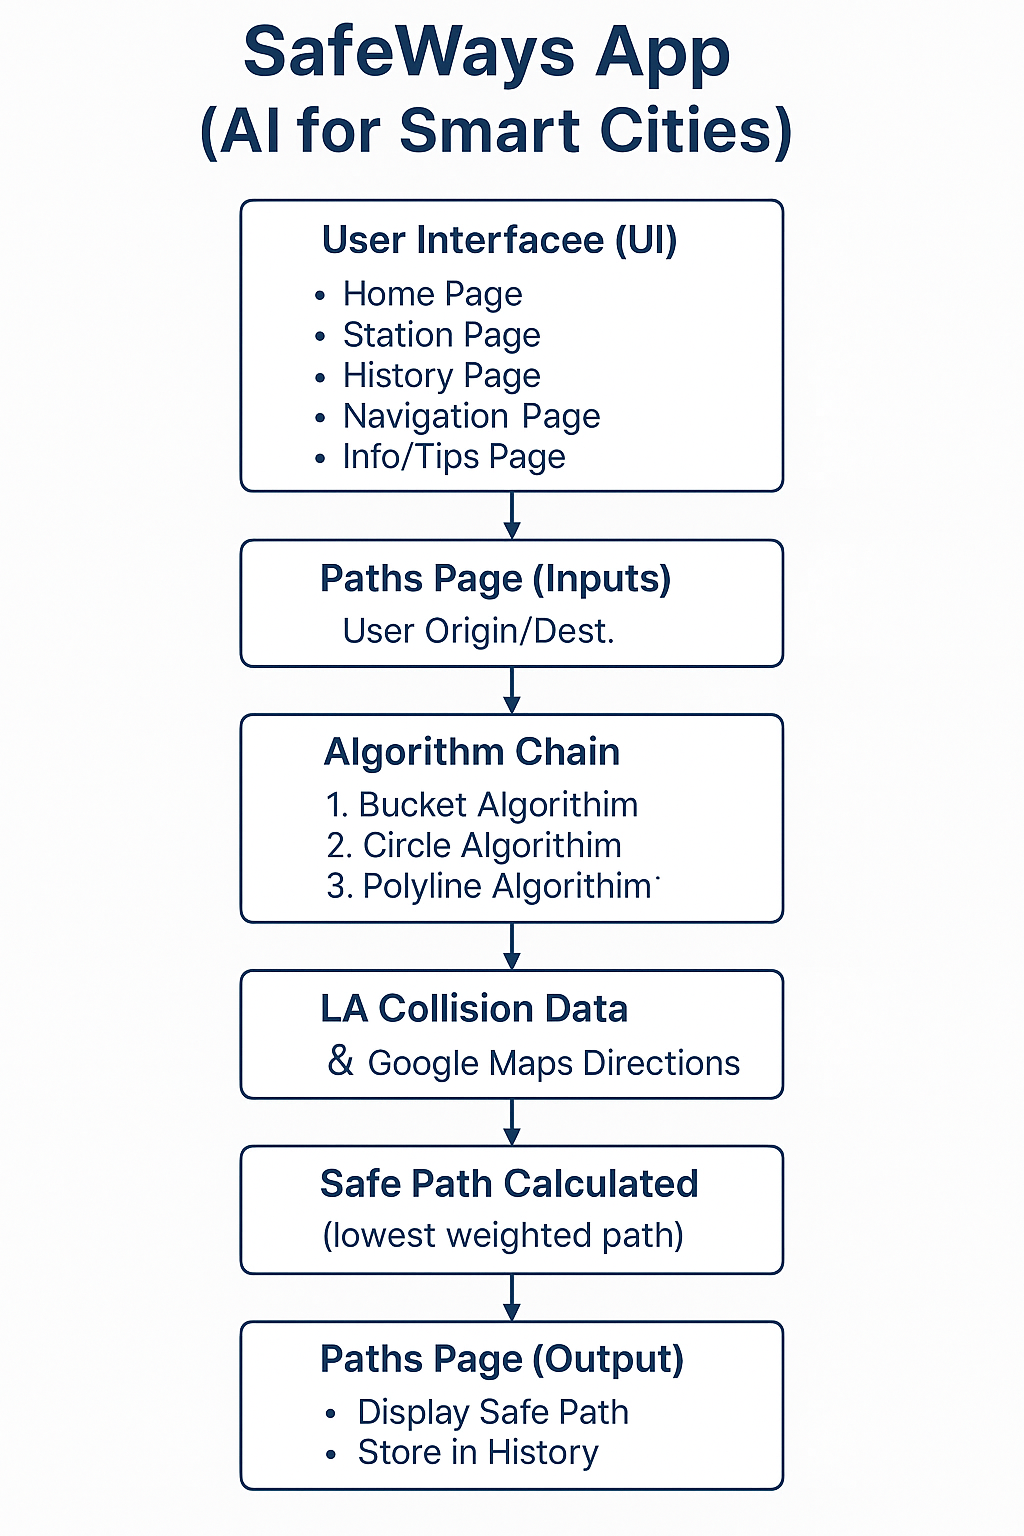 SafeWays App
(AI for Smart Cities)
User Interfacee (UI)
• Home Page
• Station Page
• History Page
• Navigation Page
• Info/Tips Page
Paths Page (Inputs)
User Origin/Dest.
Algorithm Chain
1. Bucket Algorithim
2. Circle Algorithim
3. Polyline Algorithim˙
LA Collision Data
& Google Maps Directions
Safe Path Calculated
(lowest weighted path)
Paths Page (Output)
• Display Safe Path
• Store in History